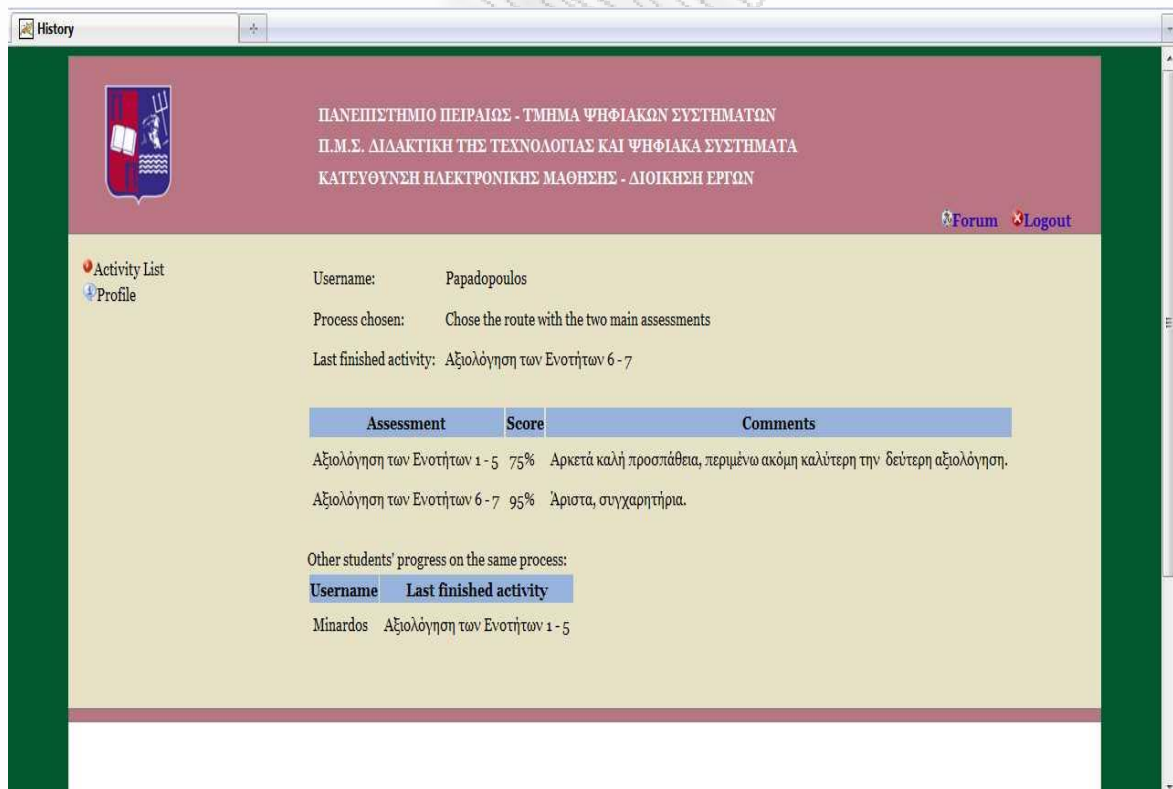 History
ΠΑΝΕΠΙΣΤΗΜΙΟ ΠΕΙΡΑΙΩΣ - ΤΜΗΜΑ ΨΗΦΙΑΚΩΝ ΣΥΣΤΗΜΑΤΩΝ
Π.Μ.Σ. ΔΙΔΑΚΤΙΚΗ ΤΗΣ ΤΕΧΝΟΛΟΓΙΑΣ ΚΑΙ ΨΗΦΙΑΚΑ ΣΥΣΤΗΜΑΤΑ
ΚΑΤΕΥΘΥΝΣΗ ΗΛΕΚΤΡΟΝΙΚΗΣ ΜΑΘΗΣΗΣ - ΔΙΟΙΚΗΣΗ ΕΡΓΩΝ
Forum Logout
Activity List
Profile
Username: Papadopoulos
Process chosen: Chose the route with the two main assessments
Last finished activity: Αξιολόγηση των Ενοτήτων 6 - 7
Assessment Score Comments
Αξιολόγηση των Ενοτήτων 1 - 5 75% Αρκετά καλή προσπάθεια, περιμένω ακόμη καλύτερη την δεύτερη αξιολόγηση.
Αξιολόγηση των Ενοτήτων 6 - 7 95% Άριστα, συγχαρητήρια.
Other students' progress on the same process:
Username Last finished activity
Minardos Αξιολόγηση των Ενοτήτων 1 - 5